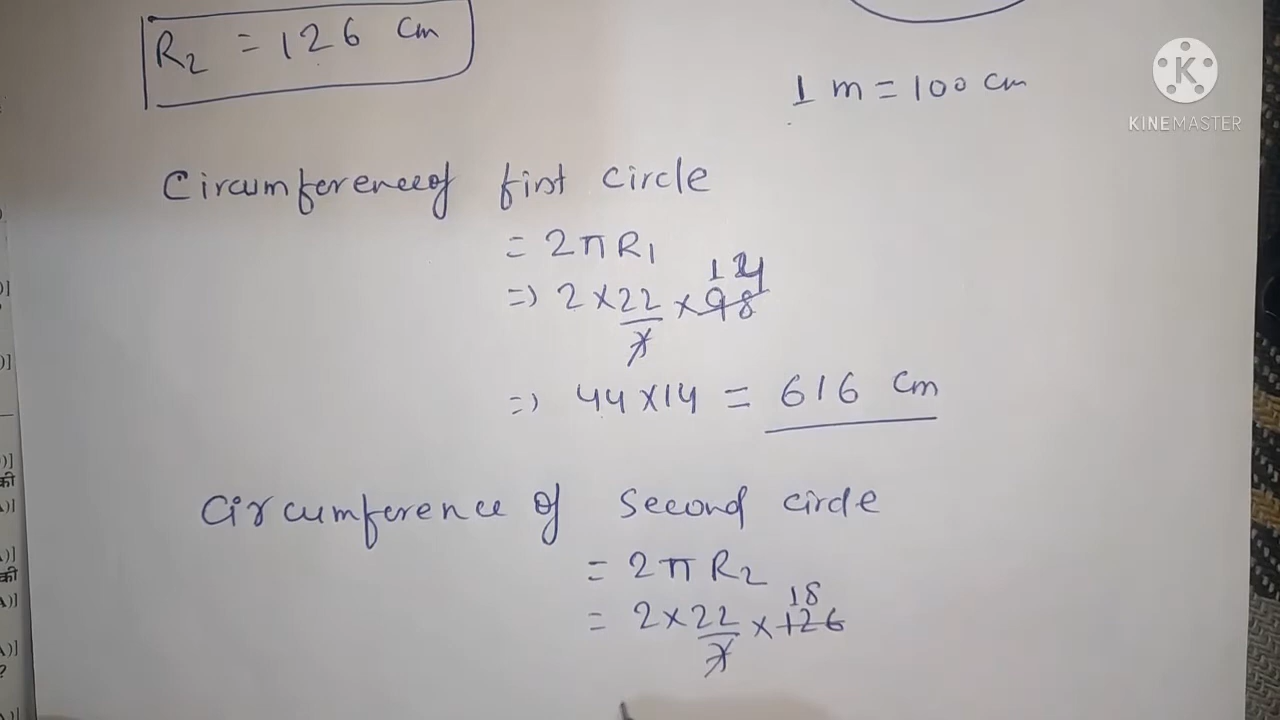 R2 = 126 cm
1 m = 100 cm
KINEMASTER
Circumference of first circle
= 2πR1
14
=) 2 × 22/7 × 98
=) 44 × 14 = 616 cm
Circumference of second circle
= 2πR2
18
= 2 × 22/7 × 126
)]
)]
)]
की
)]
A)]
की
A)]
A)]
?
A)]